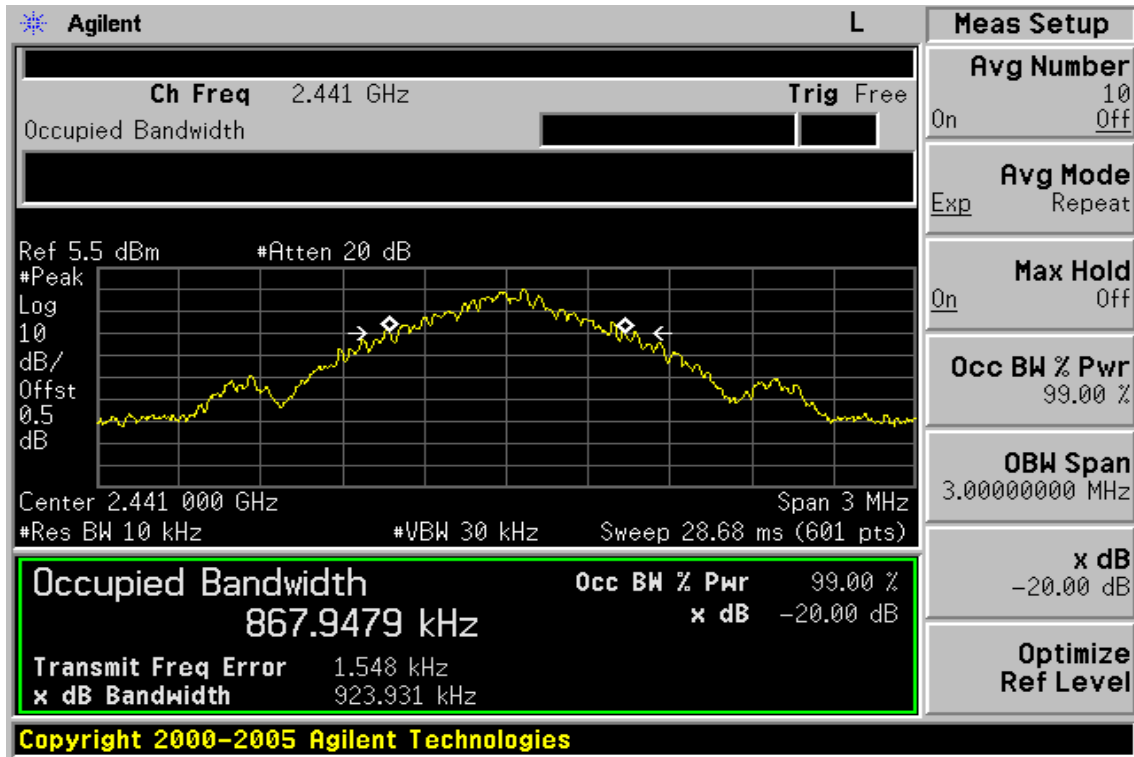 Agilent L Meas Setup
Ch Freq 2.441 GHz Trig Free
Occupied Bandwidth
Ref 5.5 dBm #Atten 20 dB
#Peak
Log
10
dB/
Offst
0.5
dB
Center 2.441 000 GHz Span 3 MHz
#Res BW 10 kHz #VBW 30 kHz Sweep 28.68 ms (601 pts)
Occupied Bandwidth Occ BW % Pwr 99.00 %
867.9479 kHz x dB -20.00 dB
Transmit Freq Error 1.548 kHz
x dB Bandwidth 923.931 kHz
Avg Number
10
On Off
Avg Mode
Exp Repeat
Max Hold
On Off
Occ BW % Pwr
99.00 %
OBW Span
3.00000000 MHz
x dB
-20.00 dB
Optimize
Ref Level
Copyright 2000-2005 Agilent Technologies